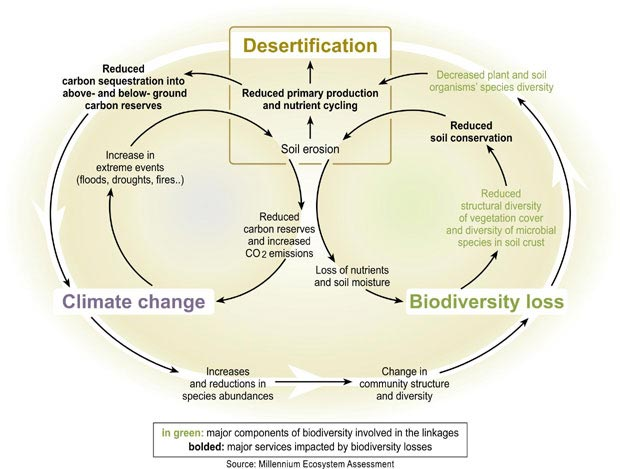 Desertification
Reduced
carbon sequestration into
above- and below- ground
carbon reserves
Reduced primary production
and nutrient cycling
Decreased plant and soil
organisms' species diversity
Soil erosion
Reduced
soil conservation
Increase in
extreme events
(floods, droughts, fires..)
Reduced
structural diversity
of vegetation cover
and diversity of microbial
species in soil crust
Reduced
carbon reserves
and increased
CO2 emissions
Loss of nutrients
and soil moisture
Climate change
Biodiversity loss
Increases
and reductions in
species abundances
Change in
community structure
and diversity
in green: major components of biodiversity involved in the linkages
bolded: major services impacted by biodiversity losses
Source: Millennium Ecosystem Assessment